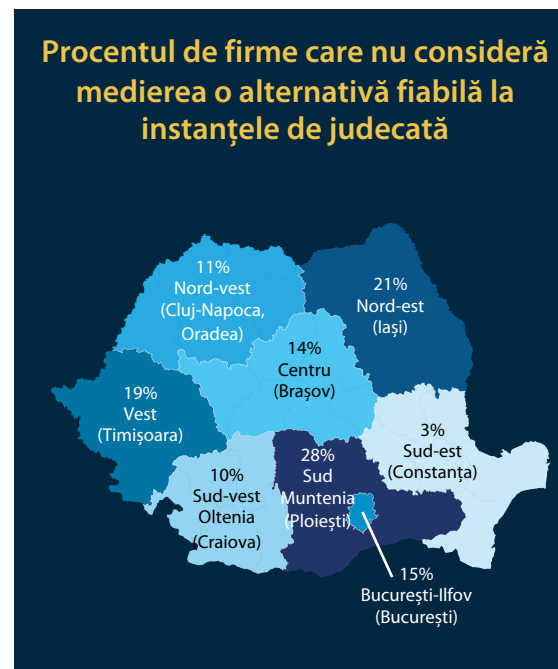 Procentul de firme care nu consideră
medierea o alternativă fiabilă la
instanțele de judecată
11%
Nord-vest
(Cluj-Napoca,
Oradea)
21%
Nord-est
(Iași)
14%
Centru
(Brașov)
19%
Vest
(Timișoara)
3%
Sud-est
(Constanța)
10%
Sud-vest
Oltenia
(Craiova)
28%
Sud
Muntenia
(Ploiești)
15%
București-Ilfov
(București)